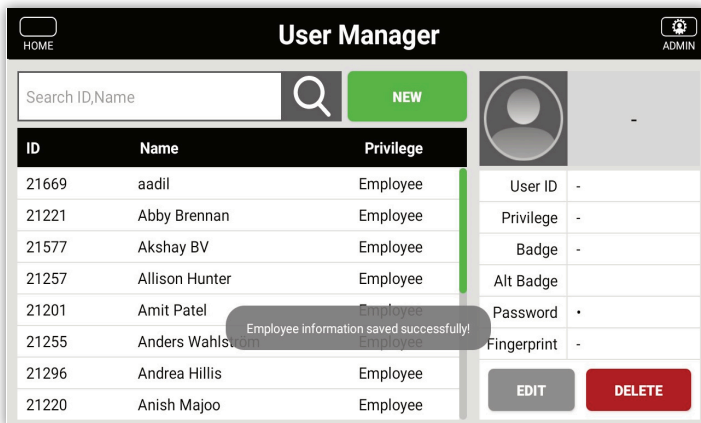 HOME
User Manager
ADMIN
Search ID,Name
NEW
-
ID Name Privilege
21669 aadil Employee
21221 Abby Brennan Employee
21577 Akshay BV Employee
21257 Allison Hunter Employee
21201 Amit Patel Employee
21255 Anders Wahlström Employee
21296 Andrea Hillis Employee
21220 Anish Majoo Employee
Employee information saved successfully!
User ID -
Privilege -
Badge -
Alt Badge
Password •
Fingerprint -
EDIT
DELETE